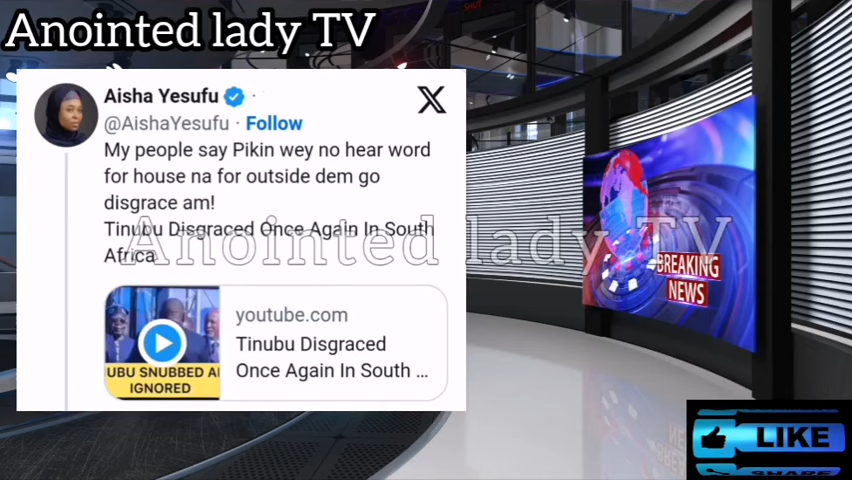 Anointed lady TV
SHOT
Aisha Yesufu
X
@AishaYesufu · Follow
My people say Pikin wey no hear word
for house na for outside dem go
disgrace am!
Tinubu Disgraced Once Again In South
Africa
Anointed lady TV
youtube.com
Tinubu Disgraced
Once Again In South ...
UBU SNUBBED A
IGNORED
BREAKING
NEWS
LIKE
SHARE